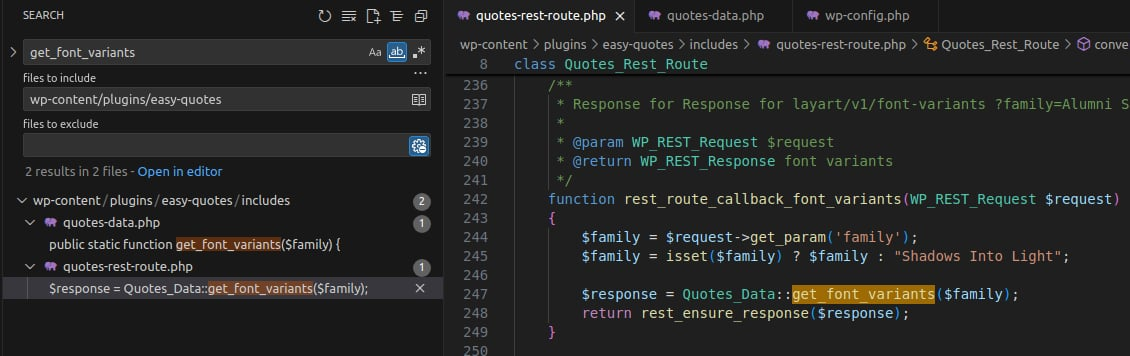 SEARCH
get_font_variants
Aa
ab
.*
files to include
...
wp-content/plugins/easy-quotes
files to exclude
2 results in 2 files - Open in editor
wp-content/plugins/easy-quotes/includes 2
quotes-data.php 1
public static function get_font_variants($family) {
quotes-rest-route.php 1
$response = Quotes_Data::get_font_variants($family);
quotes-rest-route.php
quotes-data.php
wp-config.php
wp-content > plugins > easy-quotes > includes > quotes-rest-route.php > Quotes_Rest_Route > conve
8 class Quotes_Rest_Route
236 /**
237 * Response for Response for layart/v1/font-variants ?family=Alumni S
238 *
239 * @param WP_REST_Request $request
240 * @return WP_REST_Response font variants
241 */
242 function rest_route_callback_font_variants(WP_REST_Request $request)
243 {
244 $family = $request->get_param('family');
245 $family = isset($family) ? $family : "Shadows Into Light";
246
247 $response = Quotes_Data::get_font_variants($family);
248 return rest_ensure_response($response);
249 }